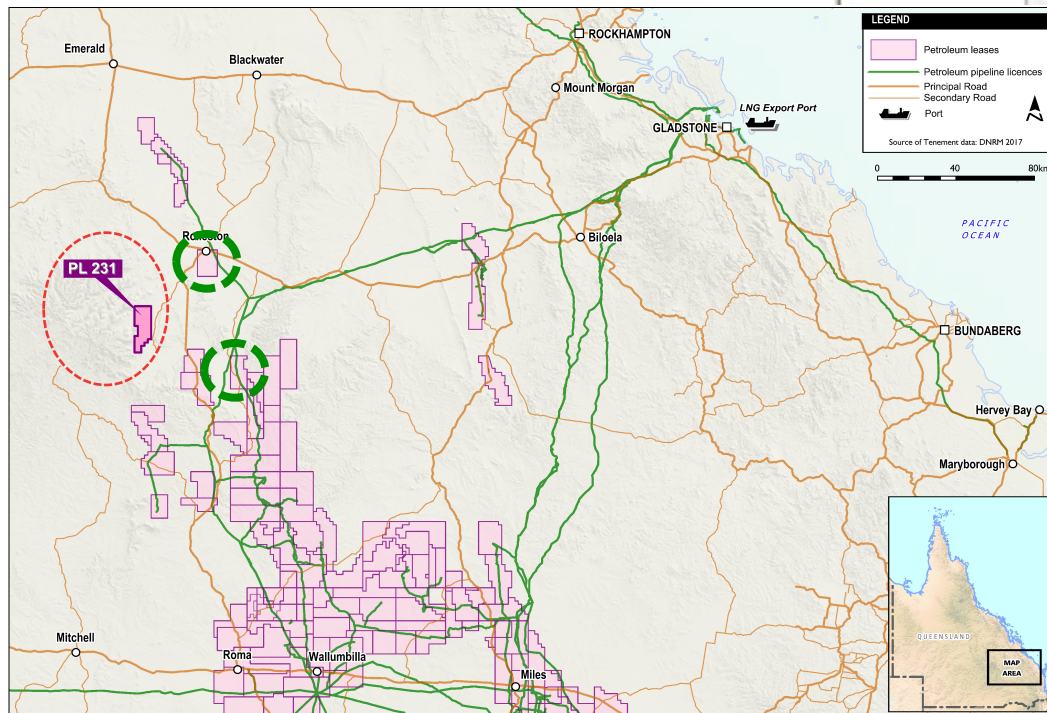 LEGEND
Petroleum leases
Petroleum pipeline licences
Principal Road
Secondary Road
Port
Source of Tenement data: DNRM 2017
0 40 80km
ROCKHAMPTON
Emerald
Blackwater
Mount Morgan
LNG Export Port
GLADSTONE
PACIFIC
OCEAN
Rolleston
Biloela
PL 231
BUNDABERG
Hervey Bay
Maryborough
QUEENSLAND
MAP
AREA
Mitchell
Roma
Wallumbilla
Miles